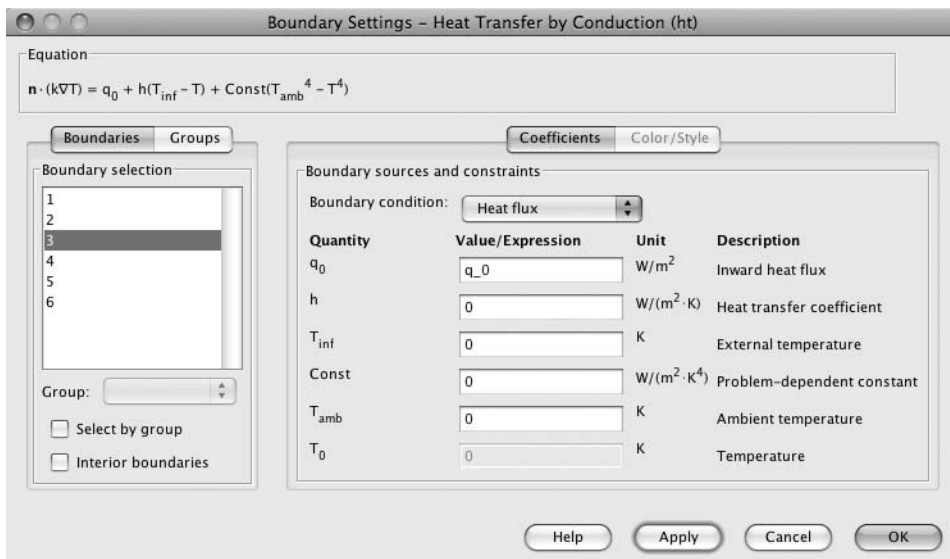 Boundary Settings – Heat Transfer by Conduction (ht)
Equation
n·(k∇T) = q0 + h(Tinf – T) + Const(Tamb^4 – T^4)
Boundaries Groups
Boundary selection
1
2
3
4
5
6
Group:
Select by group
Interior boundaries
Coefficients Color/Style
Boundary sources and constraints
Boundary condition: Heat flux
Quantity Value/Expression Unit Description
q0 q_0 W/m² Inward heat flux
h 0 W/(m²·K) Heat transfer coefficient
Tinf 0 K External temperature
Const 0 W/(m²·K⁴) Problem-dependent constant
Tamb 0 K Ambient temperature
T0 0 K Temperature
Help Apply Cancel OK